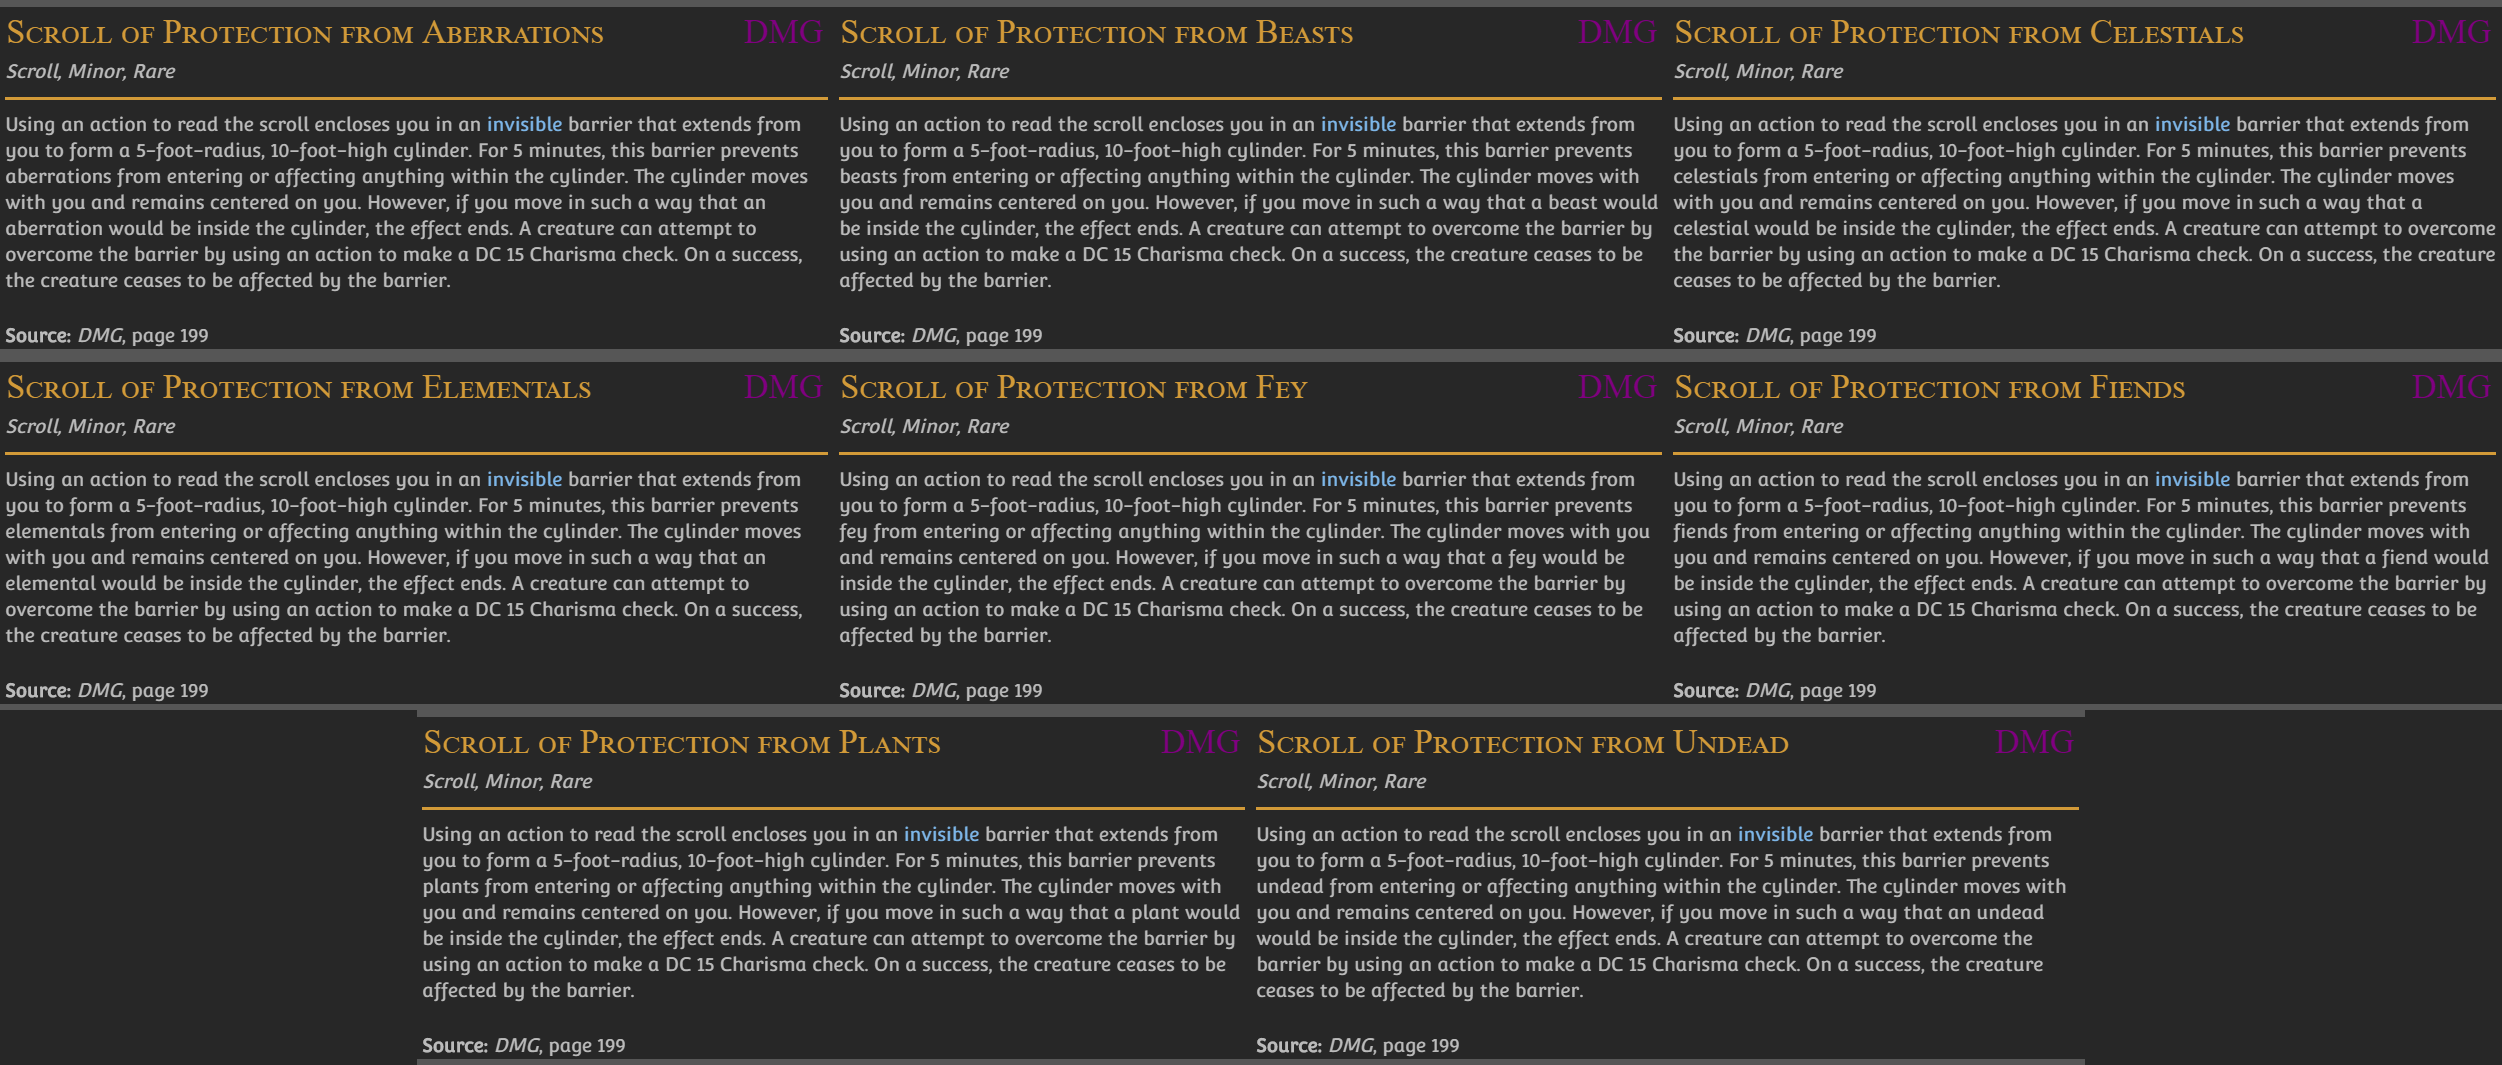 Scroll of Protection from Aberrations DMG
Scroll, Minor, Rare
Using an action to read the scroll encloses you in an invisible barrier that extends from
you to form a 5-foot-radius, 10-foot-high cylinder. For 5 minutes, this barrier prevents
aberrations from entering or affecting anything within the cylinder. The cylinder moves
with you and remains centered on you. However, if you move in such a way that an
aberration would be inside the cylinder, the effect ends. A creature can attempt to
overcome the barrier by using an action to make a DC 15 Charisma check. On a success,
the creature ceases to be affected by the barrier.
Source: DMG, page 199
Scroll of Protection from Beasts DMG
Scroll, Minor, Rare
Using an action to read the scroll encloses you in an invisible barrier that extends from
you to form a 5-foot-radius, 10-foot-high cylinder. For 5 minutes, this barrier prevents
beasts from entering or affecting anything within the cylinder. The cylinder moves with
you and remains centered on you. However, if you move in such a way that a beast would
be inside the cylinder, the effect ends. A creature can attempt to overcome the barrier by
using an action to make a DC 15 Charisma check. On a success, the creature ceases to be
affected by the barrier.
Source: DMG, page 199
Scroll of Protection from Celestials DMG
Scroll, Minor, Rare
Using an action to read the scroll encloses you in an invisible barrier that extends from
you to form a 5-foot-radius, 10-foot-high cylinder. For 5 minutes, this barrier prevents
celestials from entering or affecting anything within the cylinder. The cylinder moves
with you and remains centered on you. However, if you move in such a way that a
celestial would be inside the cylinder, the effect ends. A creature can attempt to overcome
the barrier by using an action to make a DC 15 Charisma check. On a success, the creature
ceases to be affected by the barrier.
Source: DMG, page 199
Scroll of Protection from Elementals DMG
Scroll, Minor, Rare
Using an action to read the scroll encloses you in an invisible barrier that extends from
you to form a 5-foot-radius, 10-foot-high cylinder. For 5 minutes, this barrier prevents
elementals from entering or affecting anything within the cylinder. The cylinder moves
with you and remains centered on you. However, if you move in such a way that an
elemental would be inside the cylinder, the effect ends. A creature can attempt to
overcome the barrier by using an action to make a DC 15 Charisma check. On a success,
the creature ceases to be affected by the barrier.
Source: DMG, page 199
Scroll of Protection from Fey DMG
Scroll, Minor, Rare
Using an action to read the scroll encloses you in an invisible barrier that extends from
you to form a 5-foot-radius, 10-foot-high cylinder. For 5 minutes, this barrier prevents
fey from entering or affecting anything within the cylinder. The cylinder moves with you
and remains centered on you. However, if you move in such a way that a fey would be
inside the cylinder, the effect ends. A creature can attempt to overcome the barrier by
using an action to make a DC 15 Charisma check. On a success, the creature ceases to be
affected by the barrier.
Source: DMG, page 199
Scroll of Protection from Fiends DMG
Scroll, Minor, Rare
Using an action to read the scroll encloses you in an invisible barrier that extends from
you to form a 5-foot-radius, 10-foot-high cylinder. For 5 minutes, this barrier prevents
fiends from entering or affecting anything within the cylinder. The cylinder moves with
you and remains centered on you. However, if you move in such a way that a fiend would
be inside the cylinder, the effect ends. A creature can attempt to overcome the barrier by
using an action to make a DC 15 Charisma check. On a success, the creature ceases to be
affected by the barrier.
Source: DMG, page 199
Scroll of Protection from Plants DMG
Scroll, Minor, Rare
Using an action to read the scroll encloses you in an invisible barrier that extends from
you to form a 5-foot-radius, 10-foot-high cylinder. For 5 minutes, this barrier prevents
plants from entering or affecting anything within the cylinder. The cylinder moves with
you and remains centered on you. However, if you move in such a way that a plant would
be inside the cylinder, the effect ends. A creature can attempt to overcome the barrier by
using an action to make a DC 15 Charisma check. On a success, the creature ceases to be
affected by the barrier.
Source: DMG, page 199
Scroll of Protection from Undead DMG
Scroll, Minor, Rare
Using an action to read the scroll encloses you in an invisible barrier that extends from
you to form a 5-foot-radius, 10-foot-high cylinder. For 5 minutes, this barrier prevents
undead from entering or affecting anything within the cylinder. The cylinder moves with
you and remains centered on you. However, if you move in such a way that an undead
would be inside the cylinder, the effect ends. A creature can attempt to overcome the
barrier by using an action to make a DC 15 Charisma check. On a success, the creature
ceases to be affected by the barrier.
Source: DMG, page 199